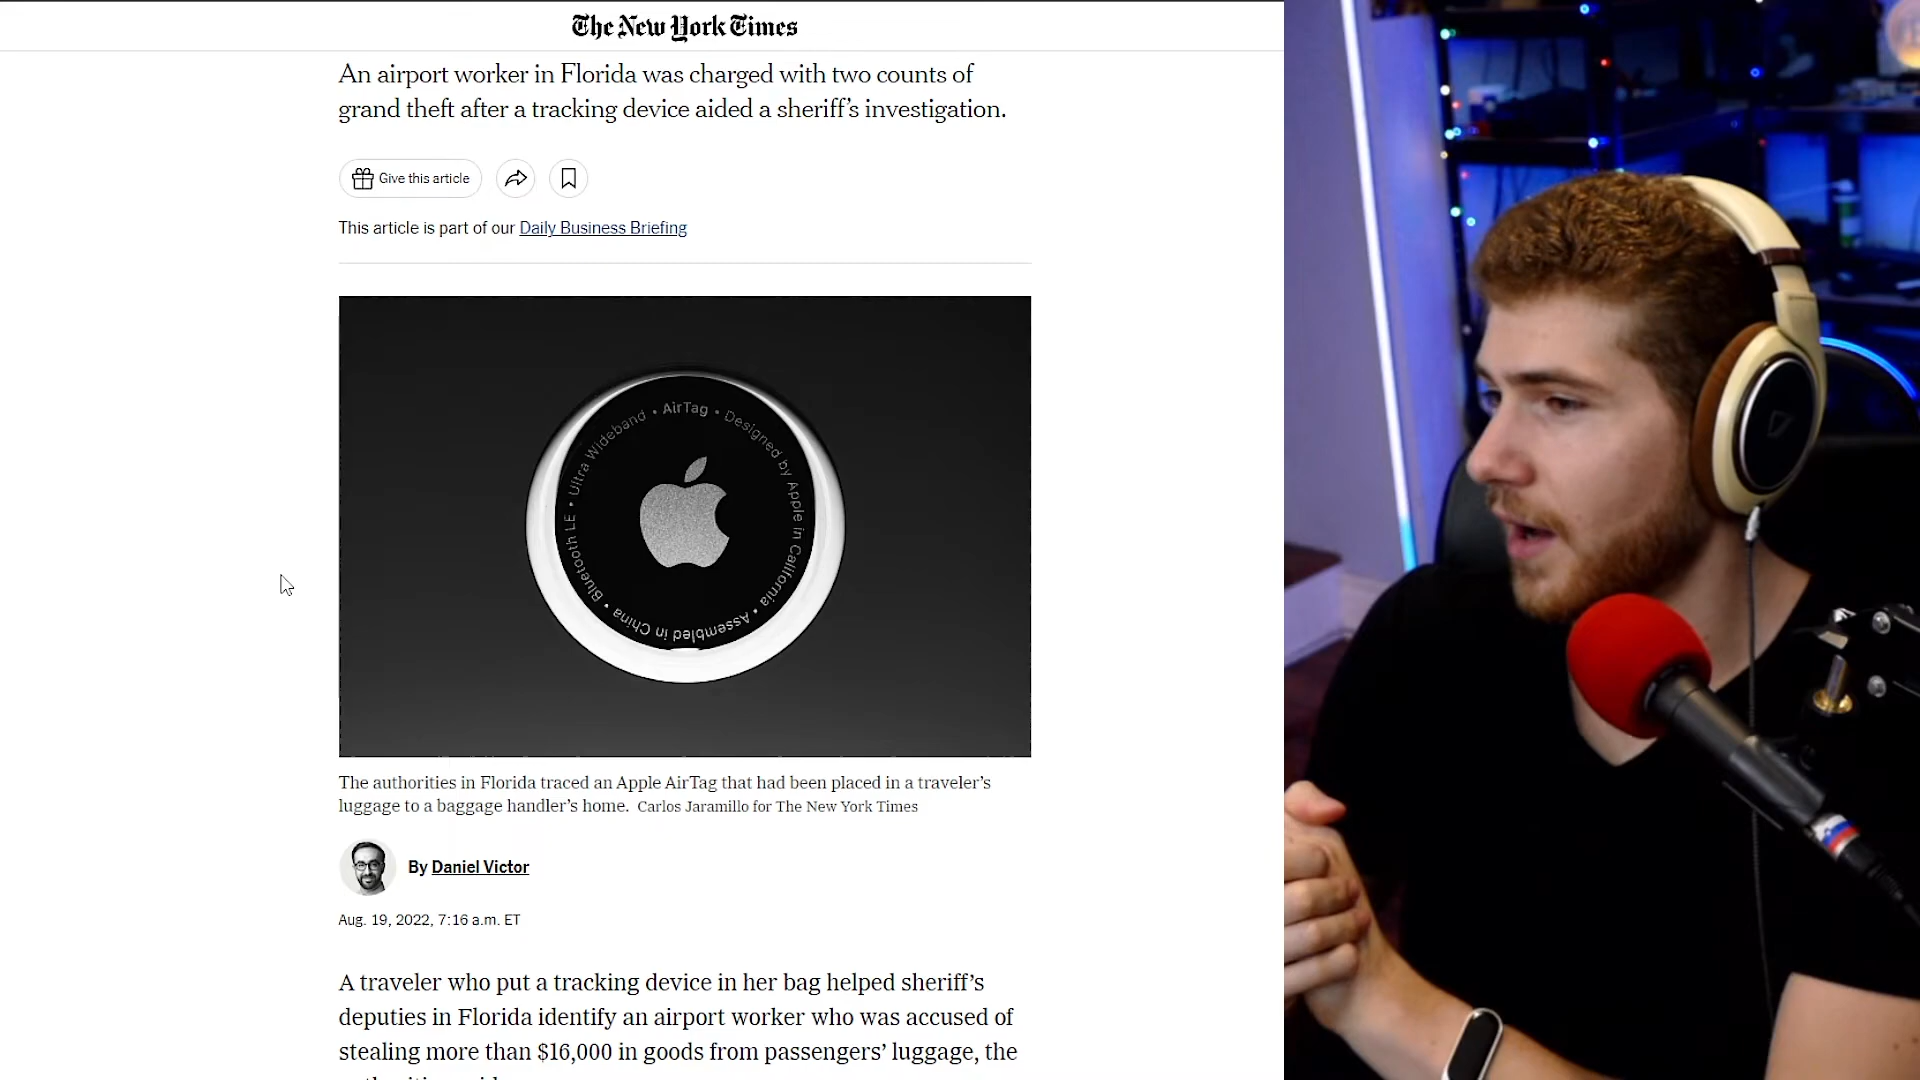 The New York Times
An airport worker in Florida was charged with two counts of
grand theft after a tracking device aided a sheriff's investigation.
Give this article
This article is part of our Daily Business Briefing
• AirTag • Designed by Apple in California • Assembled in China • Bluetooth LE • Ultra Wideband
The authorities in Florida traced an Apple AirTag that had been placed in a traveler's
luggage to a baggage handler's home. Carlos Jaramillo for The New York Times
By Daniel Victor
Aug. 19, 2022, 7:16 a.m. ET
A traveler who put a tracking device in her bag helped sheriff's
deputies in Florida identify an airport worker who was accused of
stealing more than $16,000 in goods from passengers' luggage, the